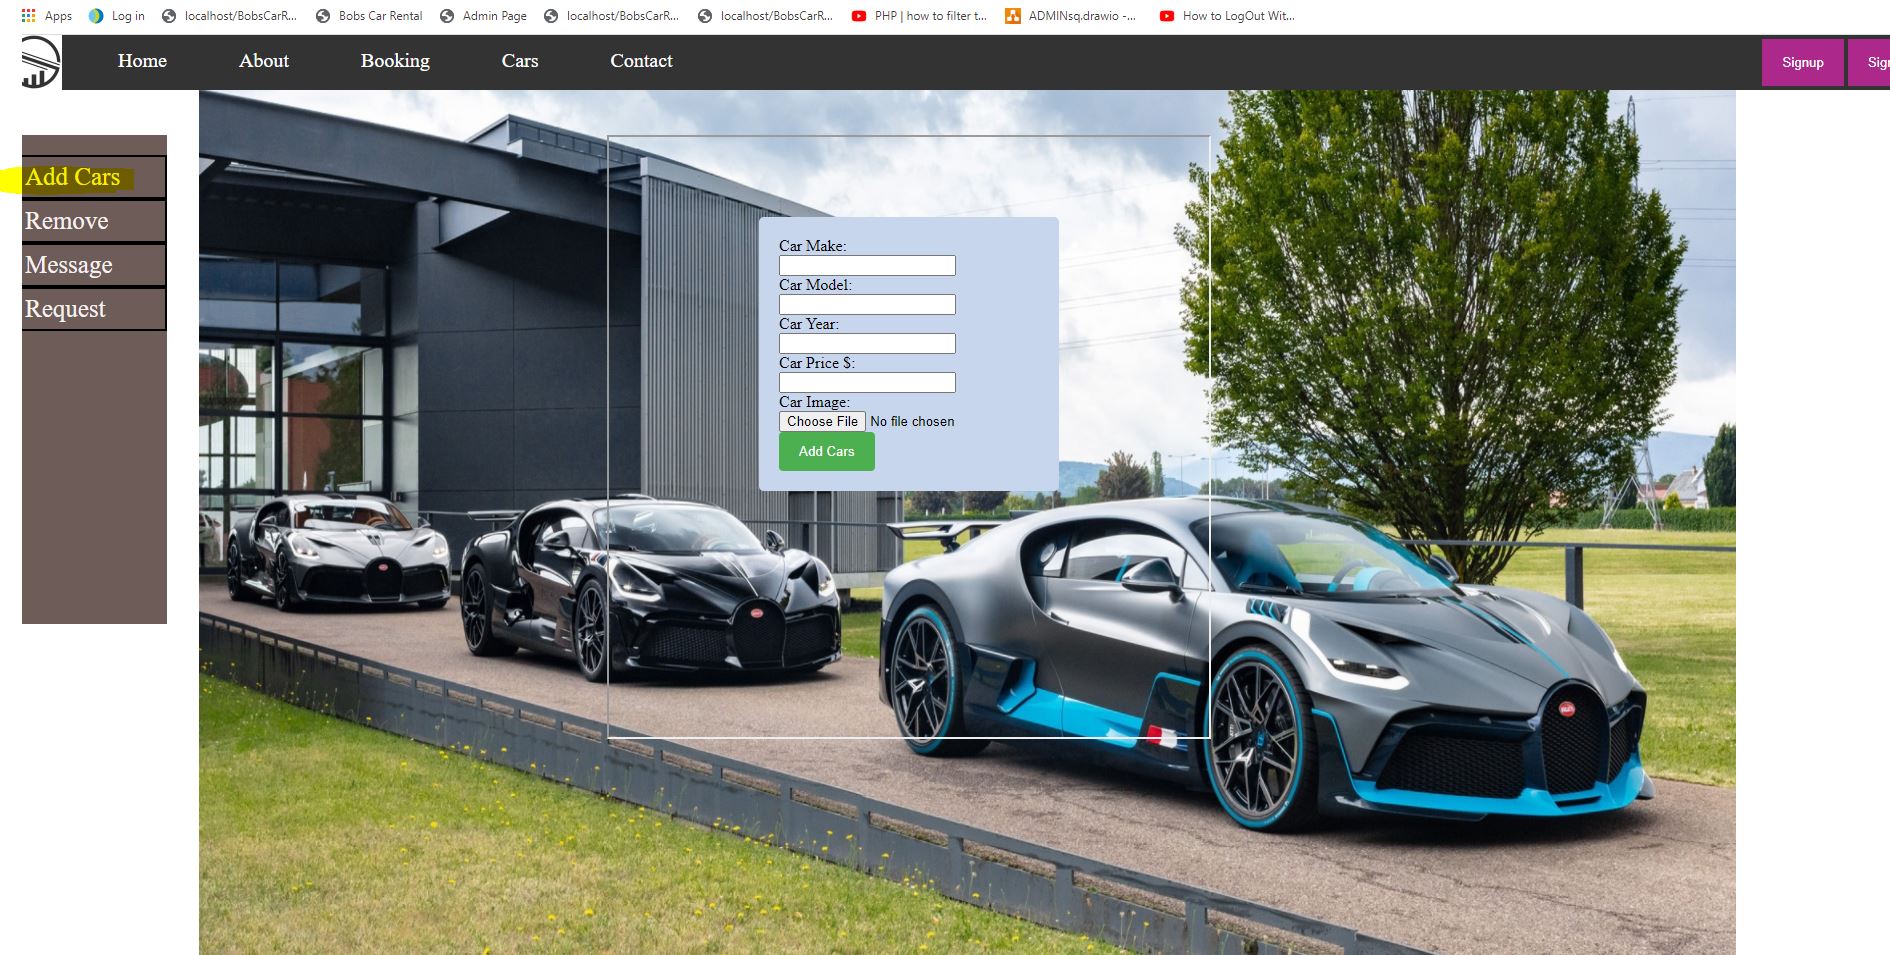 Apps Log in localhost/BobsCarR... Bobs Car Rental Admin Page localhost/BobsCarR... localhost/BobsCarR... PHP | how to filter t... ADMINsq.drawio -... How to LogOut Wit...
Home About Booking Cars Contact Signup Sign
Add Cars
Remove
Message
Request
Car Make:
Car Model:
Car Year:
Car Price $:
Car Image:
Choose File No file chosen
Add Cars